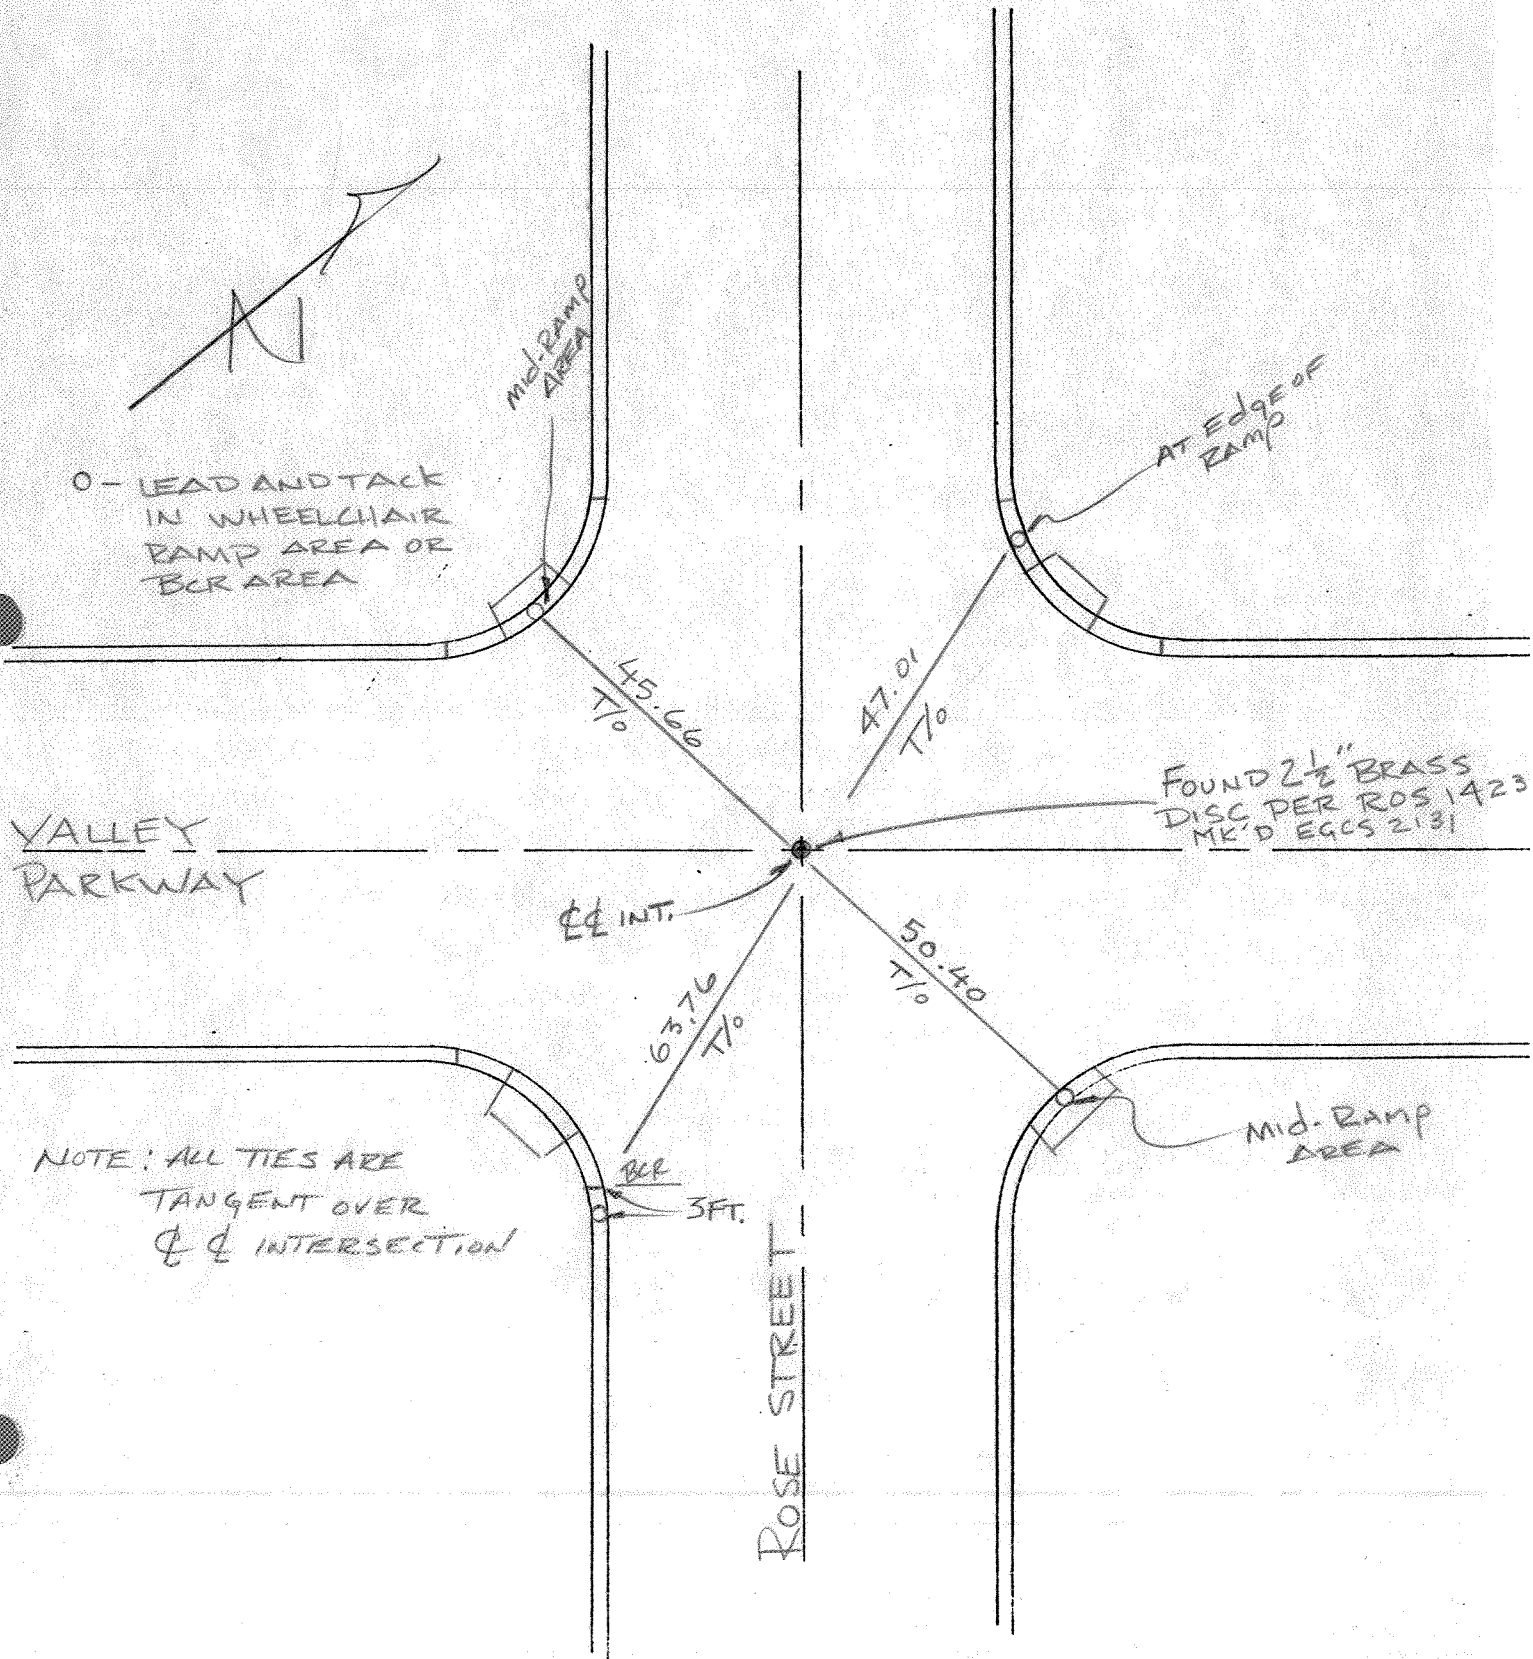 N
MID-RAMP
AREA
AT EDGE OF
RAMP
O - LEAD AND TACK
IN WHEELCHAIR
RAMP AREA OR
BCR AREA
45.66
T/O
47.01
T/O
FOUND 2 1/2" BRASS
DISC PER ROS 1423
MK'D EGCS 2131
VALLEY
PARKWAY
℄ ℄ INT.
50.40
T/O
63.76
T/O
MID-RAMP
AREA
NOTE: ALL TIES ARE
TANGENT OVER
℄ ℄ INTERSECTION
BCR
3FT.
ROSE STREET